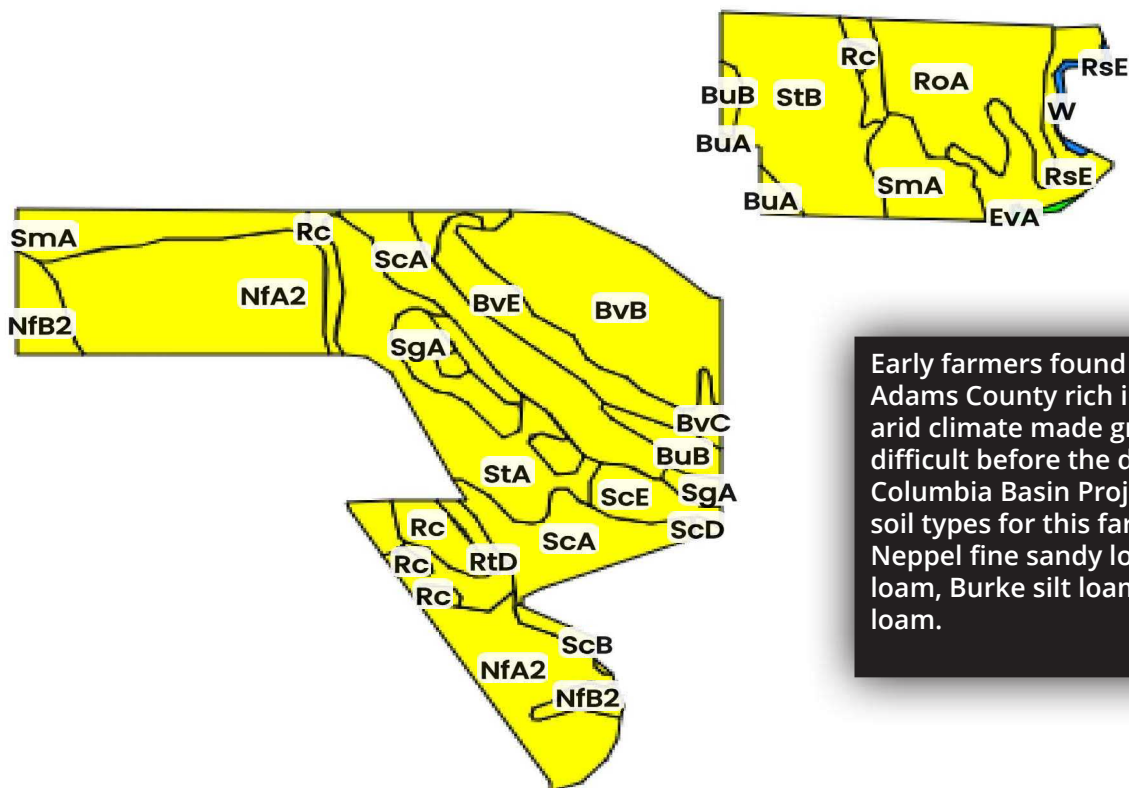 Rc
RsE
RoA
BuB
StB
W
BuA
RsE
SmA
BuA
EvA
SmA
Rc
ScA
NfA2
BvE
BvB
NfB2
SgA
BvC
BuB
StA
ScE
SgA
Rc
ScD
ScA
Rc
RtD
Rc
ScB
NfA2
NfB2
Early farmers found
Adams County rich i
arid climate made gr
difficult before the d
Columbia Basin Proj
soil types for this far
Neppel fine sandy lo
loam, Burke silt loam
loam.